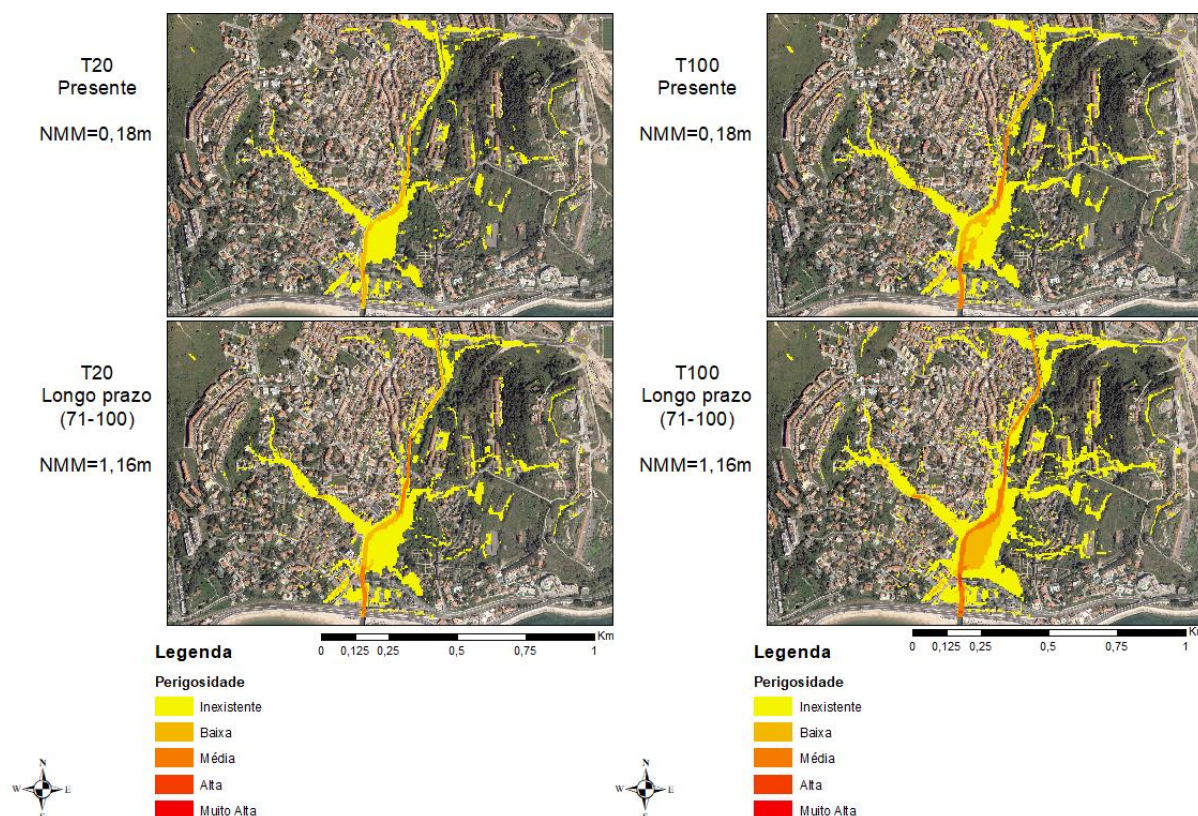 T20
Presente
NMM=0,18m
T100
Presente
NMM=0,18m
T20
Longo prazo
(71-100)
NMM=1,16m
T100
Longo prazo
(71-100)
NMM=1,16m
Km
0 0,125 0,25 0,5 0,75 1
Legenda
Perigosidade
Inexistente
Baixa
Média
Alta
Muito Alta
N
W E
S
Km
0 0,125 0,25 0,5 0,75 1
Legenda
Perigosidade
Inexistente
Baixa
Média
Alta
Muito Alta
N
W E
S